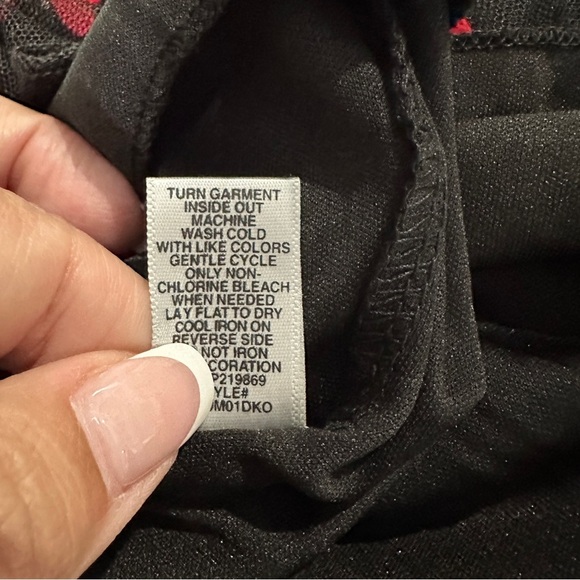 TURN GARMENT
INSIDE OUT
MACHINE
WASH COLD
WITH LIKE COLORS
GENTLE CYCLE
ONLY NON-
CHLORINE BLEACH
WHEN NEEDED
LAY FLAT TO DRY
COOL IRON ON
REVERSE SIDE
NOT IRON